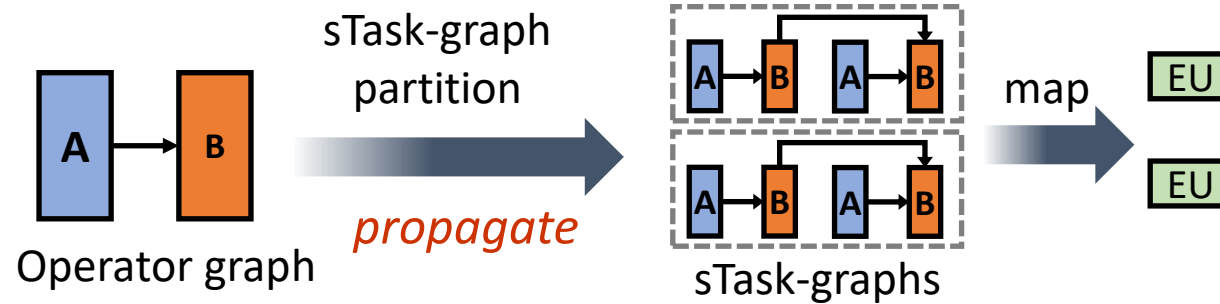 A
B
Operator graph
sTask-graph
partition
propagate
A
B
A
B
A
B
A
B
sTask-graphs
map
EU
EU